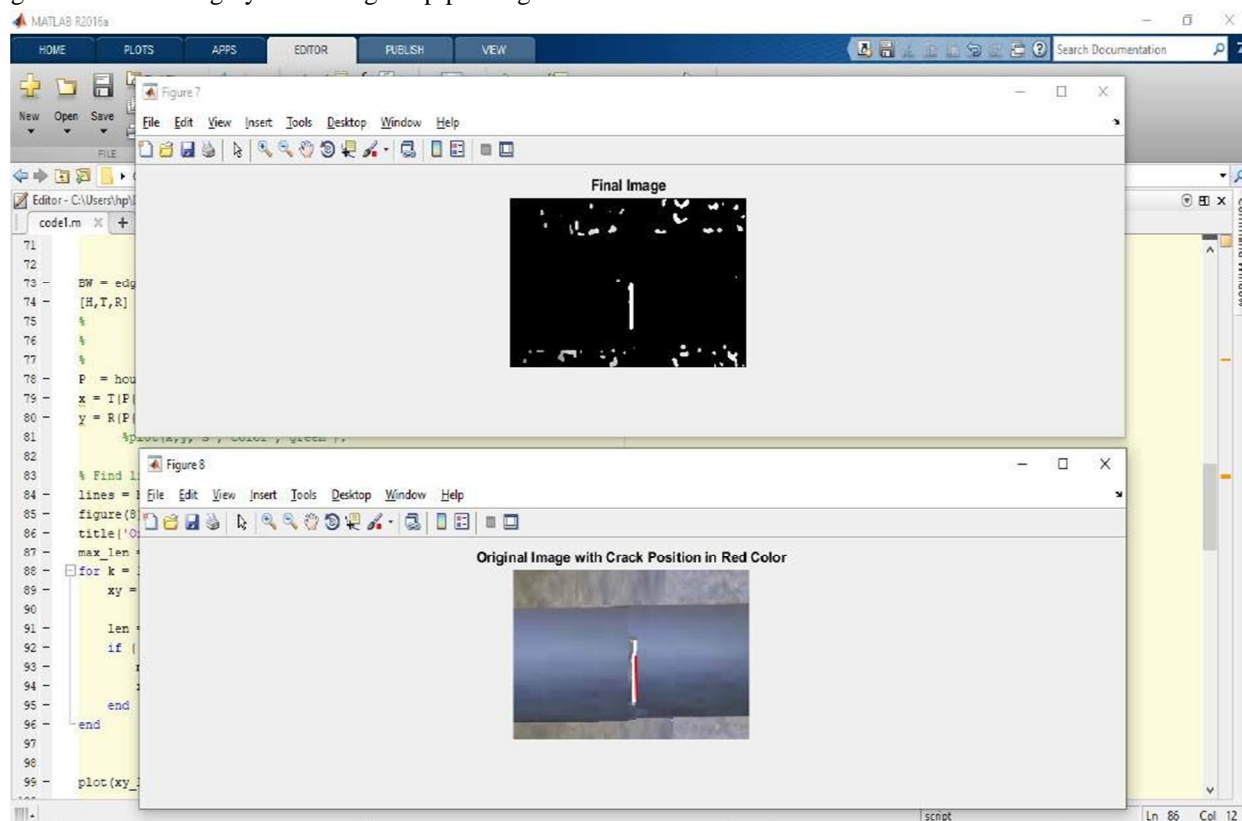 MATLAB R2016a
HOME PLOTS APPS EDITOR PUBLISH VIEW Search Documentation
New Open Save
FILE
Figure 7
File Edit View Insert Tools Desktop Window Help
Final Image
Editor - C:\Users\hp\
code1.m
Command Window
71
72
73 - BW = edg
74 - [H,T,R]
75 %
76 %
77 %
78 - P = hou
79 - x = T(P(
80 - y = R(P(
81
82
83 % Find li
84 - lines =
85 - figure(8
86 - title('O
87 - max_len =
88 - for k =
89 - xy =
90
91 - len =
92 - if (
93 -
94 -
95 - end
96 - end
97
98
99 - plot(xy_
Figure 8
File Edit View Insert Tools Desktop Window Help
Original Image with Crack Position in Red Color
script Ln 86 Col 12